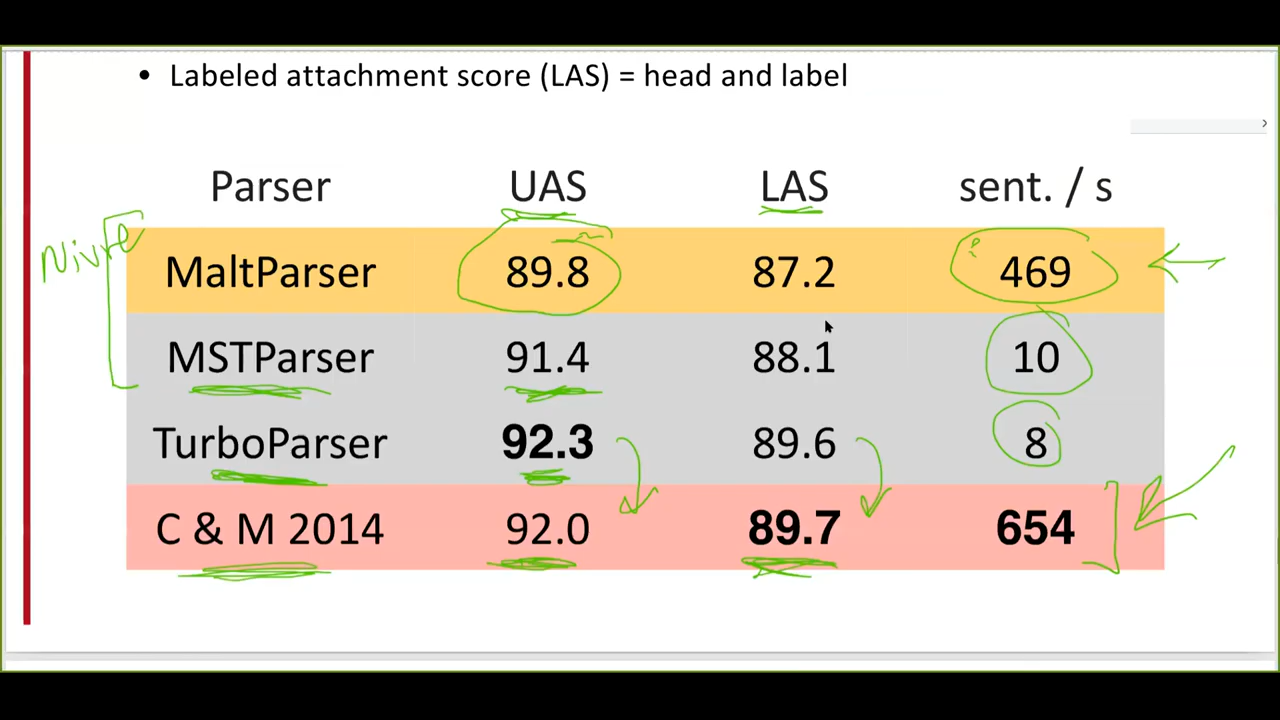 • Labeled attachment score (LAS) = head and label
Parser UAS LAS sent. / s
Nivre
MaltParser 89.8 87.2 469
MSTParser 91.4 88.1 10
TurboParser 92.3 89.6 8
C & M 2014 92.0 89.7 654